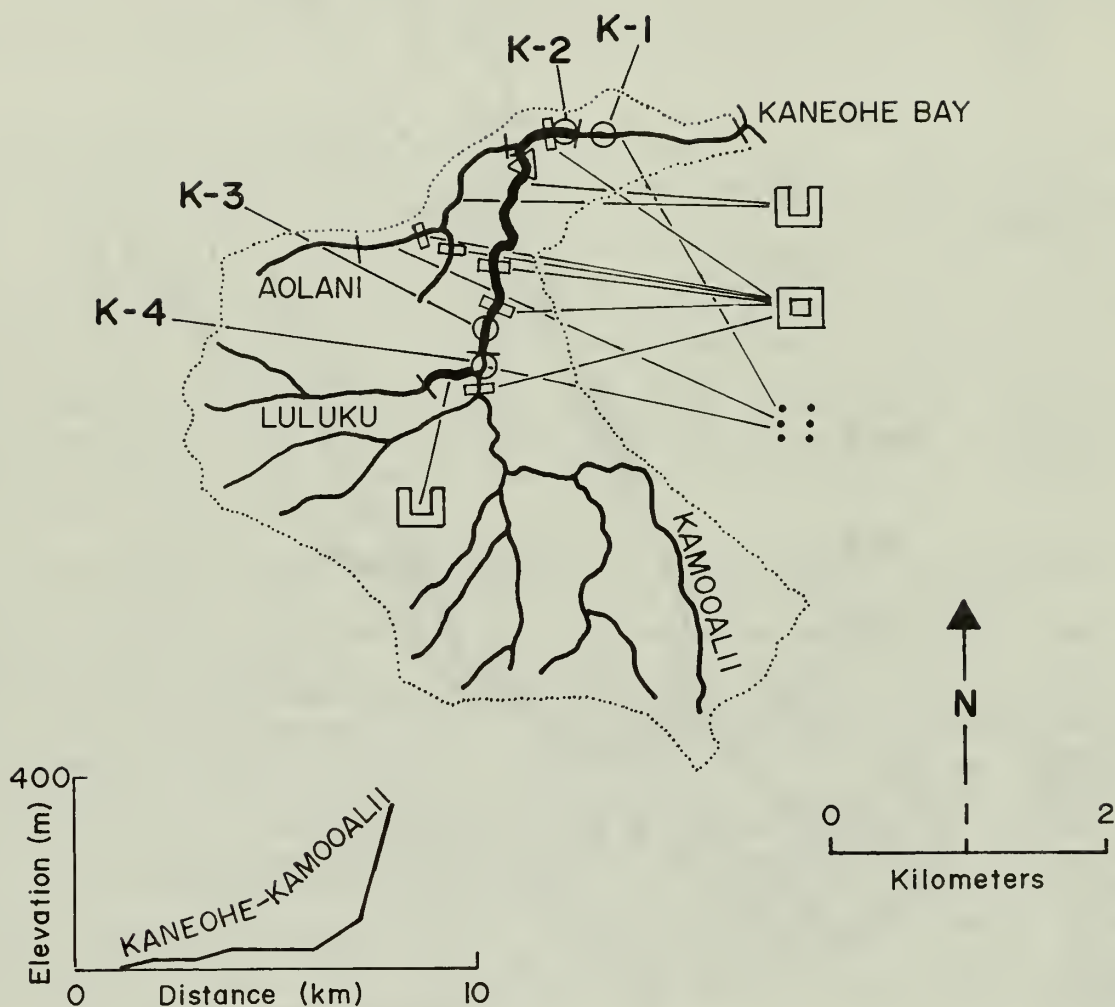 K-1
K-2
KANEOHE BAY
K-3
AOLANI
K-4
LULUKU
KAMOOALII
N
400
Elevation (m)
KANEOHE-KAMOOALII
0 10
Distance (km)
0 1 2
Kilometers